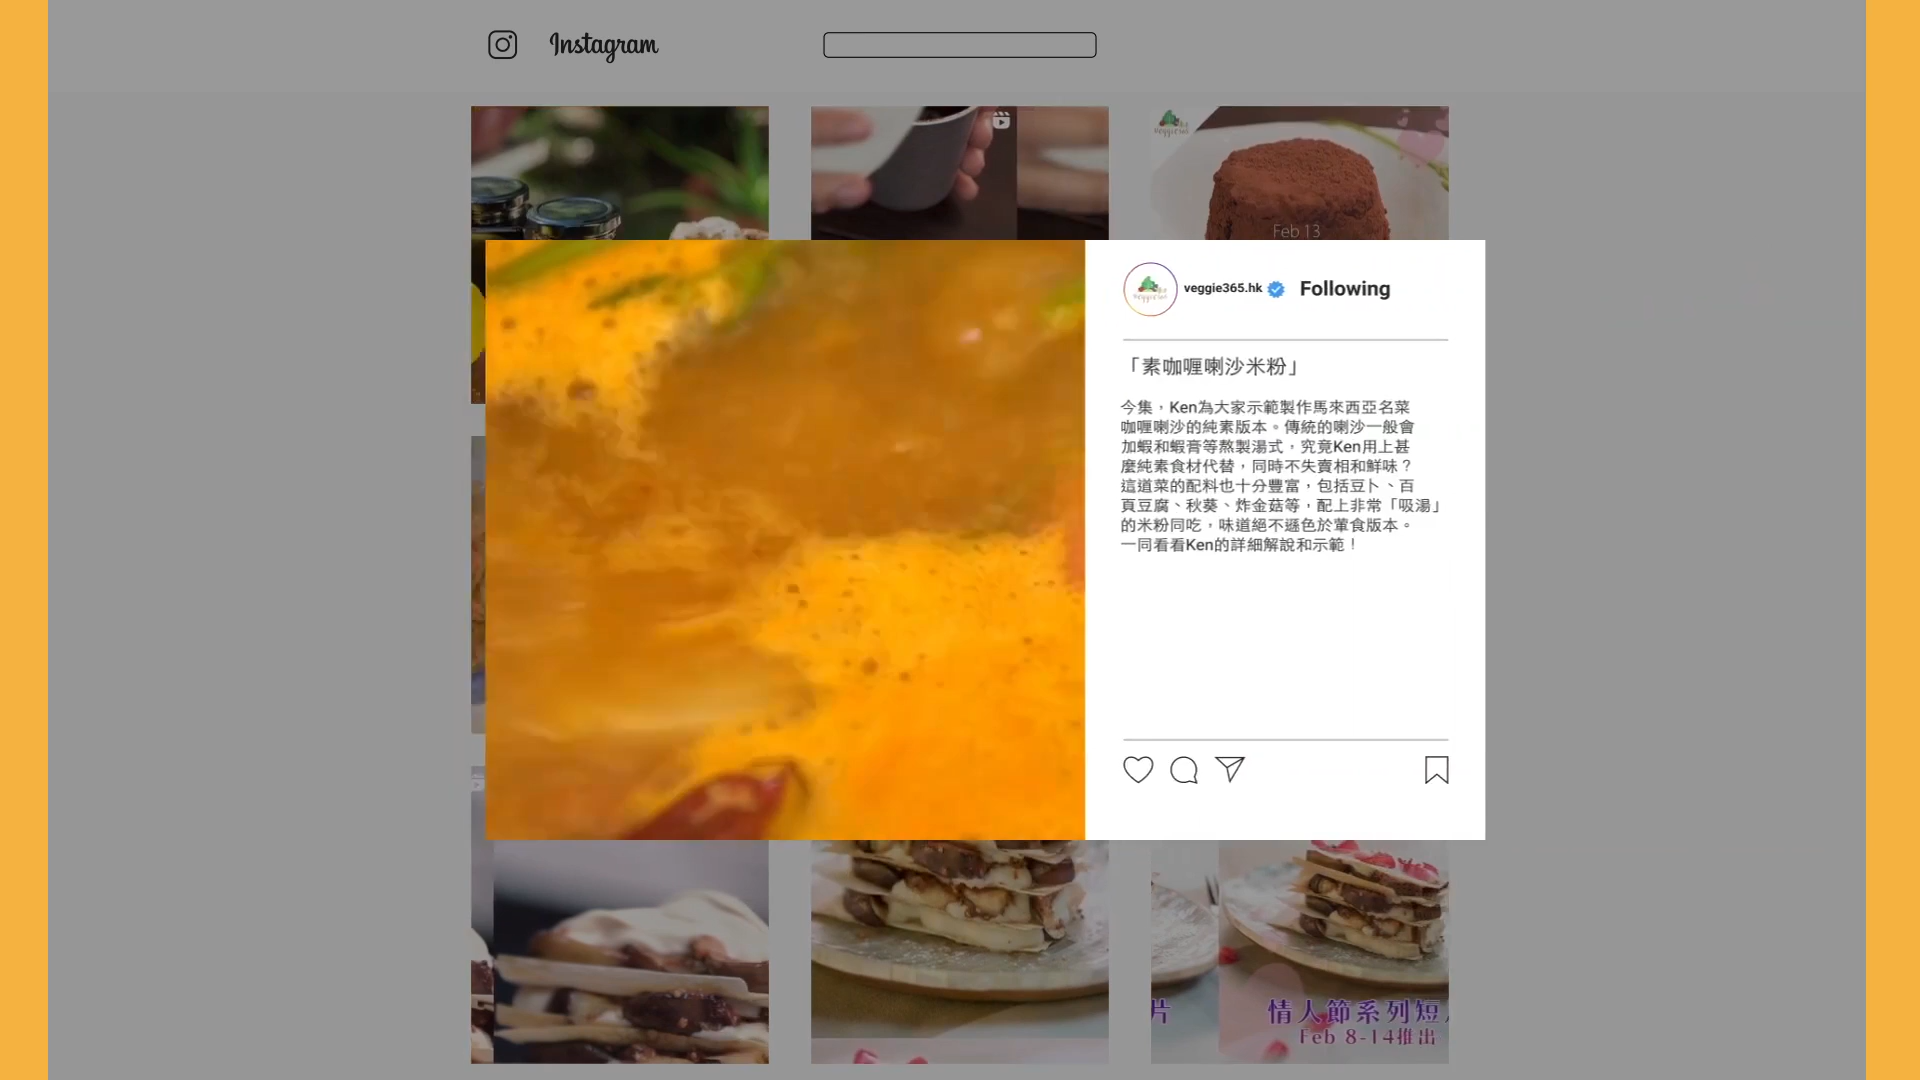 Instagram
Veggie365
Feb 13
veggie365.hk Following
「素咖喱喇沙米粉」
今集，Ken為大家示範製作馬來西亞名菜
咖喱喇沙的純素版本。傳統的喇沙一般會
加蝦和蝦膏等熬製湯式，究竟Ken用上甚
麼純素食材代替，同時不失賣相和鮮味？
這道菜的配料也十分豐富，包括豆卜、百
頁豆腐、秋葵、炸金菇等，配上非常「吸湯」
的米粉同吃，味道絕不遜色於葷食版本。
一同看看Ken的詳細解說和示範！
片
情人節系列短
Feb 8-14推出